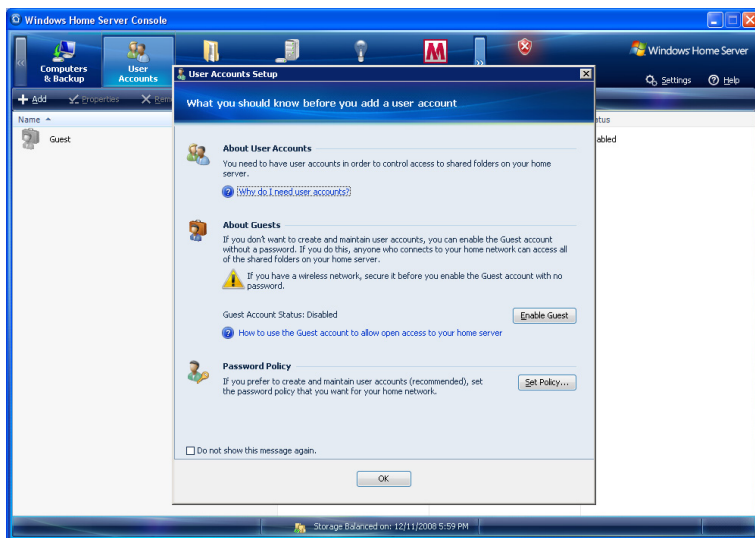 Windows Home Server Console
Computers
& Backup
User
Accounts
Windows Home Server
Settings
Help
Add
Properties
Name
Guest
User Accounts Setup
What you should know before you add a user account
About User Accounts
You need to have user accounts in order to control access to shared folders on your home
server.
Why do I need user accounts?
About Guests
If you don't want to create and maintain user accounts, you can enable the Guest account
without a password. If you do this, anyone who connects to your home network can access all
of the shared folders on your home server.
If you have a wireless network, secure it before you enable the Guest account with no
password.
Guest Account Status: Disabled
Enable Guest
How to use the Guest account to allow open access to your home server
Password Policy
If you prefer to create and maintain user accounts (recommended), set
the password policy that you want for your home network.
Set Policy...
Do not show this message again.
OK
Storage Balanced on: 12/11/2008 5:59 PM